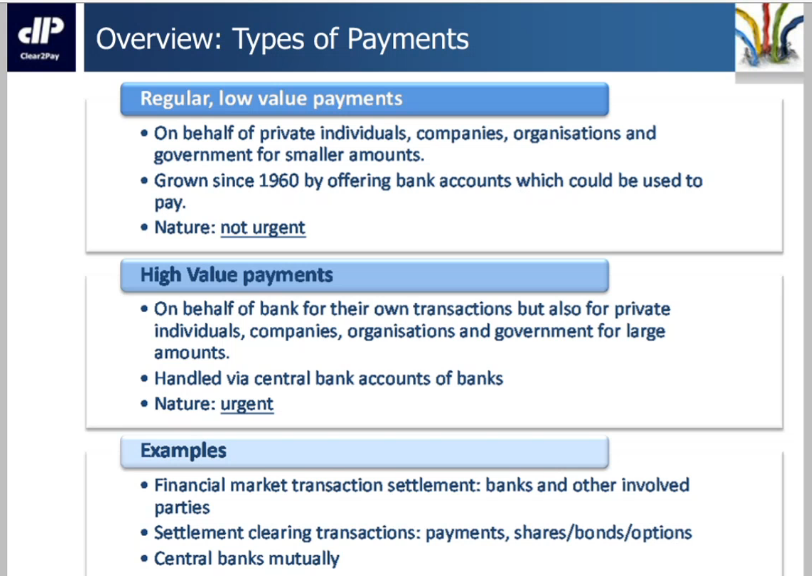 Clear2Pay
Overview: Types of Payments
Regular, low value payments
• On behalf of private individuals, companies, organisations and
government for smaller amounts.
• Grown since 1960 by offering bank accounts which could be used to
pay.
• Nature: not urgent
High Value payments
• On behalf of bank for their own transactions but also for private
individuals, companies, organisations and government for large
amounts.
• Handled via central bank accounts of banks
• Nature: urgent
Examples
• Financial market transaction settlement: banks and other involved
parties
• Settlement clearing transactions: payments, shares/bonds/options
• Central banks mutually